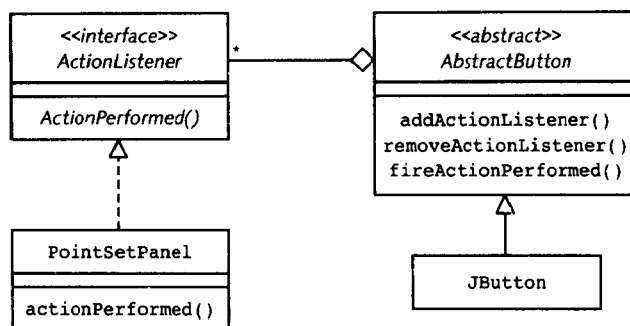 <<interface>>
ActionListener
ActionPerformed()
*
<<abstract>>
AbstractButton
addActionListener()
removeActionListener()
fireActionPerformed()
PointSetPanel
actionPerformed()
JButton